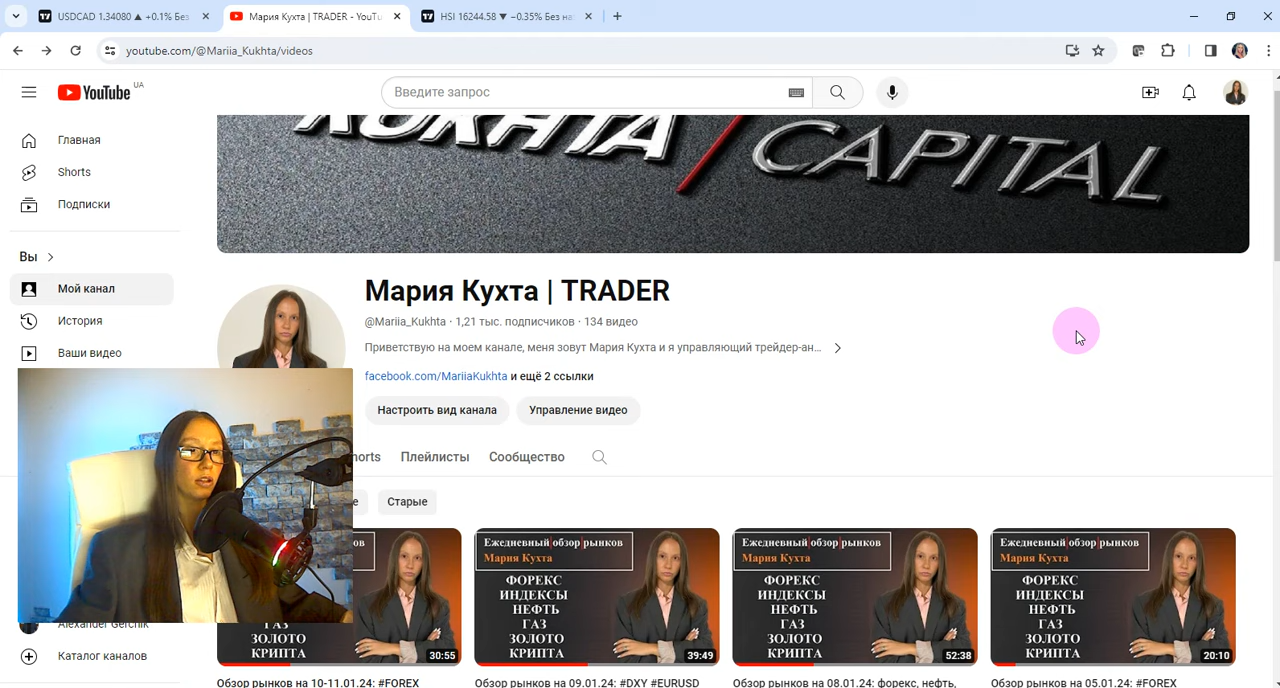 USDCAD 1.34080 ▲ +0.1% Без
Мария Кухта | TRADER - YouTu
HSI 16244.58 ▼ −0.35% Без на
youtube.com/@Mariia_Kukhta/videos
YouTube UA
Введите запрос
КУХНТА / CAPITAL
Главная
Shorts
Подписки
Вы
Мой канал
История
Ваши видео
Мария Кухта | TRADER
@Mariia_Kukhta · 1,21 тыс. подписчиков · 134 видео
Приветствую на моем канале, меня зовут Мария Кухта и я управляющий трейдер-ан...
facebook.com/MariiaKukhta и ещё 2 ссылки
Настроить вид канала
Управление видео
horts
Плейлисты
Сообщество
е
Старые
Alexander Gerchik
Каталог каналов
ов
ГАЗ
ЗОЛОТО
КРИПТА
30:55
Обзор рынков на 10-11.01.24: #FOREX
Ежедневный обзор рынков
Мария Кухта
ФОРЕКС
ИНДЕКСЫ
НЕФТЬ
ГАЗ
ЗОЛОТО
КРИПТА
39:49
Обзор рынков на 09.01.24: #DXY #EURUSD
Ежедневный обзор рынков
Мария Кухта
ФОРЕКС
ИНДЕКСЫ
НЕФТЬ
ГАЗ
ЗОЛОТО
КРИПТА
52:38
Обзор рынков на 08.01.24: форекс, нефть,
Ежедневный обзор рынков
Мария Кухта
ФОРЕКС
ИНДЕКСЫ
НЕФТЬ
ГАЗ
ЗОЛОТО
КРИПТА
20:10
Обзор рынков на 05.01.24: #FOREX